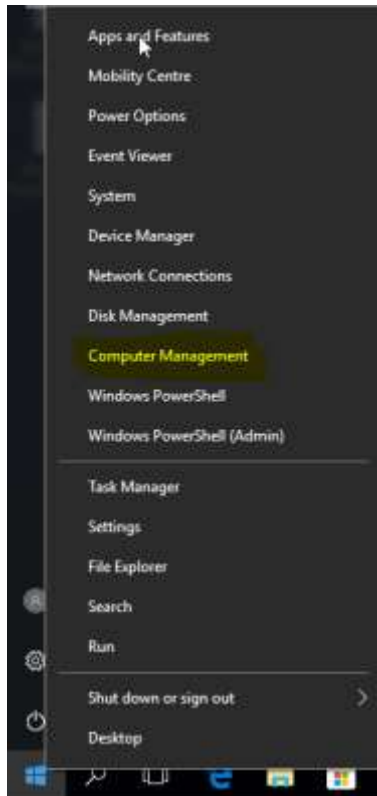 Apps and Features
Mobility Centre
Power Options
Event Viewer
System
Device Manager
Network Connections
Disk Management
Computer Management
Windows PowerShell
Windows PowerShell (Admin)
Task Manager
Settings
File Explorer
Search
Run
Shut down or sign out
Desktop